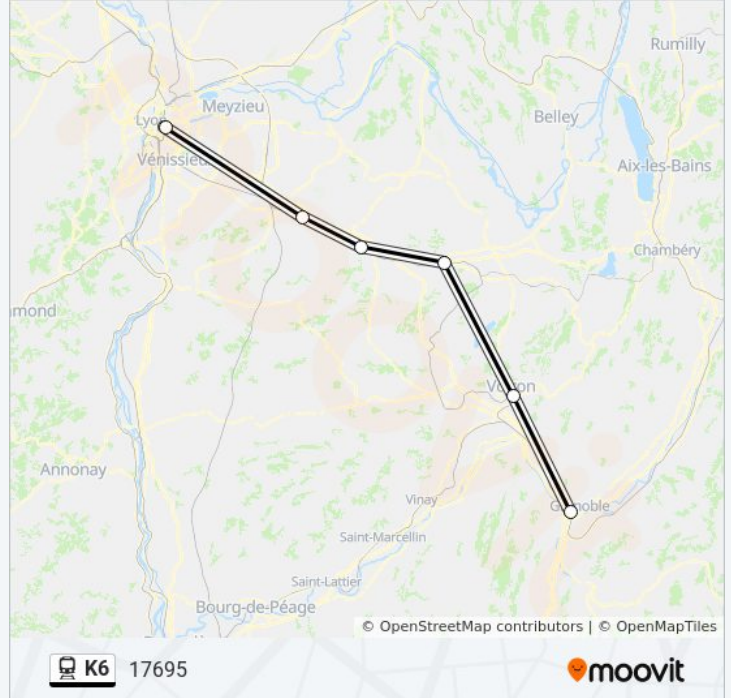 Rumilly
Meyzieu
Belley
Lyon
Vénissieu
Aix-les-Bains
Chambéry
mond
Voiron
Annonay
Vinay
Grenoble
Saint-Marcellin
Saint-Lattier
Bourg-de-Péage
© OpenStreetMap contributors | © OpenMapTiles
K6 17695
moovit